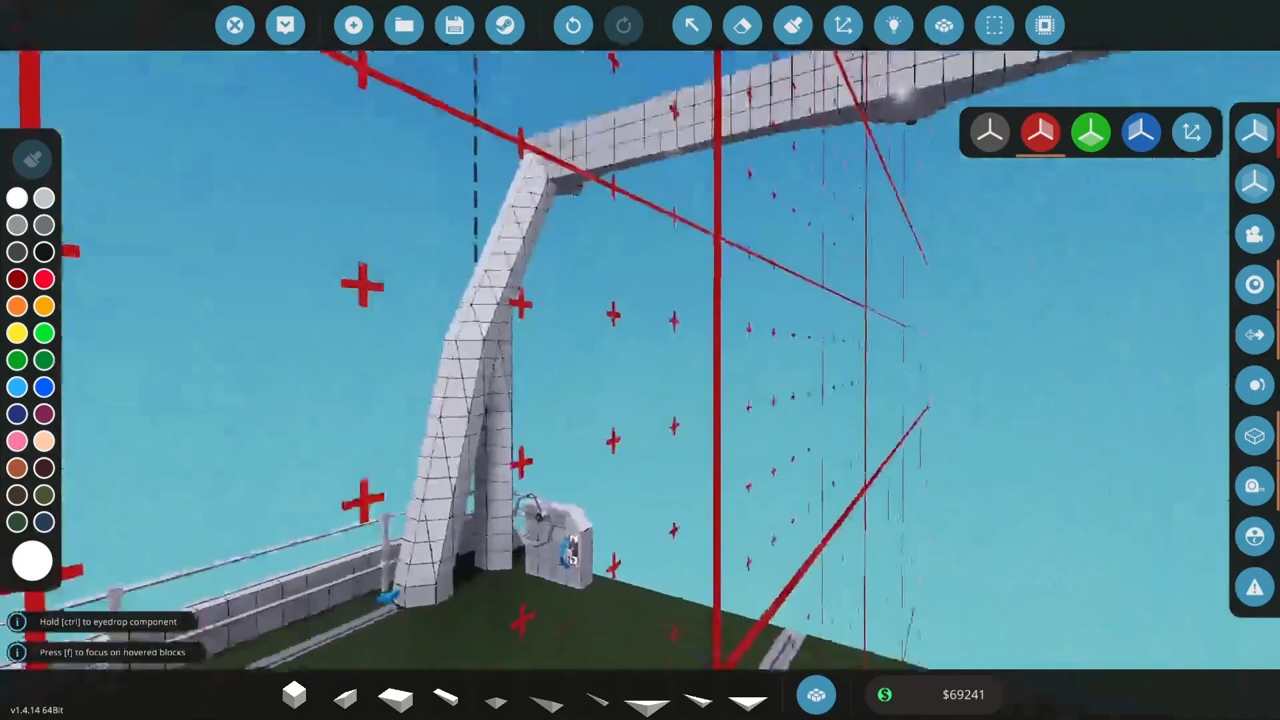 Hold [ctrl] to eyedrop component
Press [f] to focus on hovered blocks
$69241
v1.4.14 64Bit